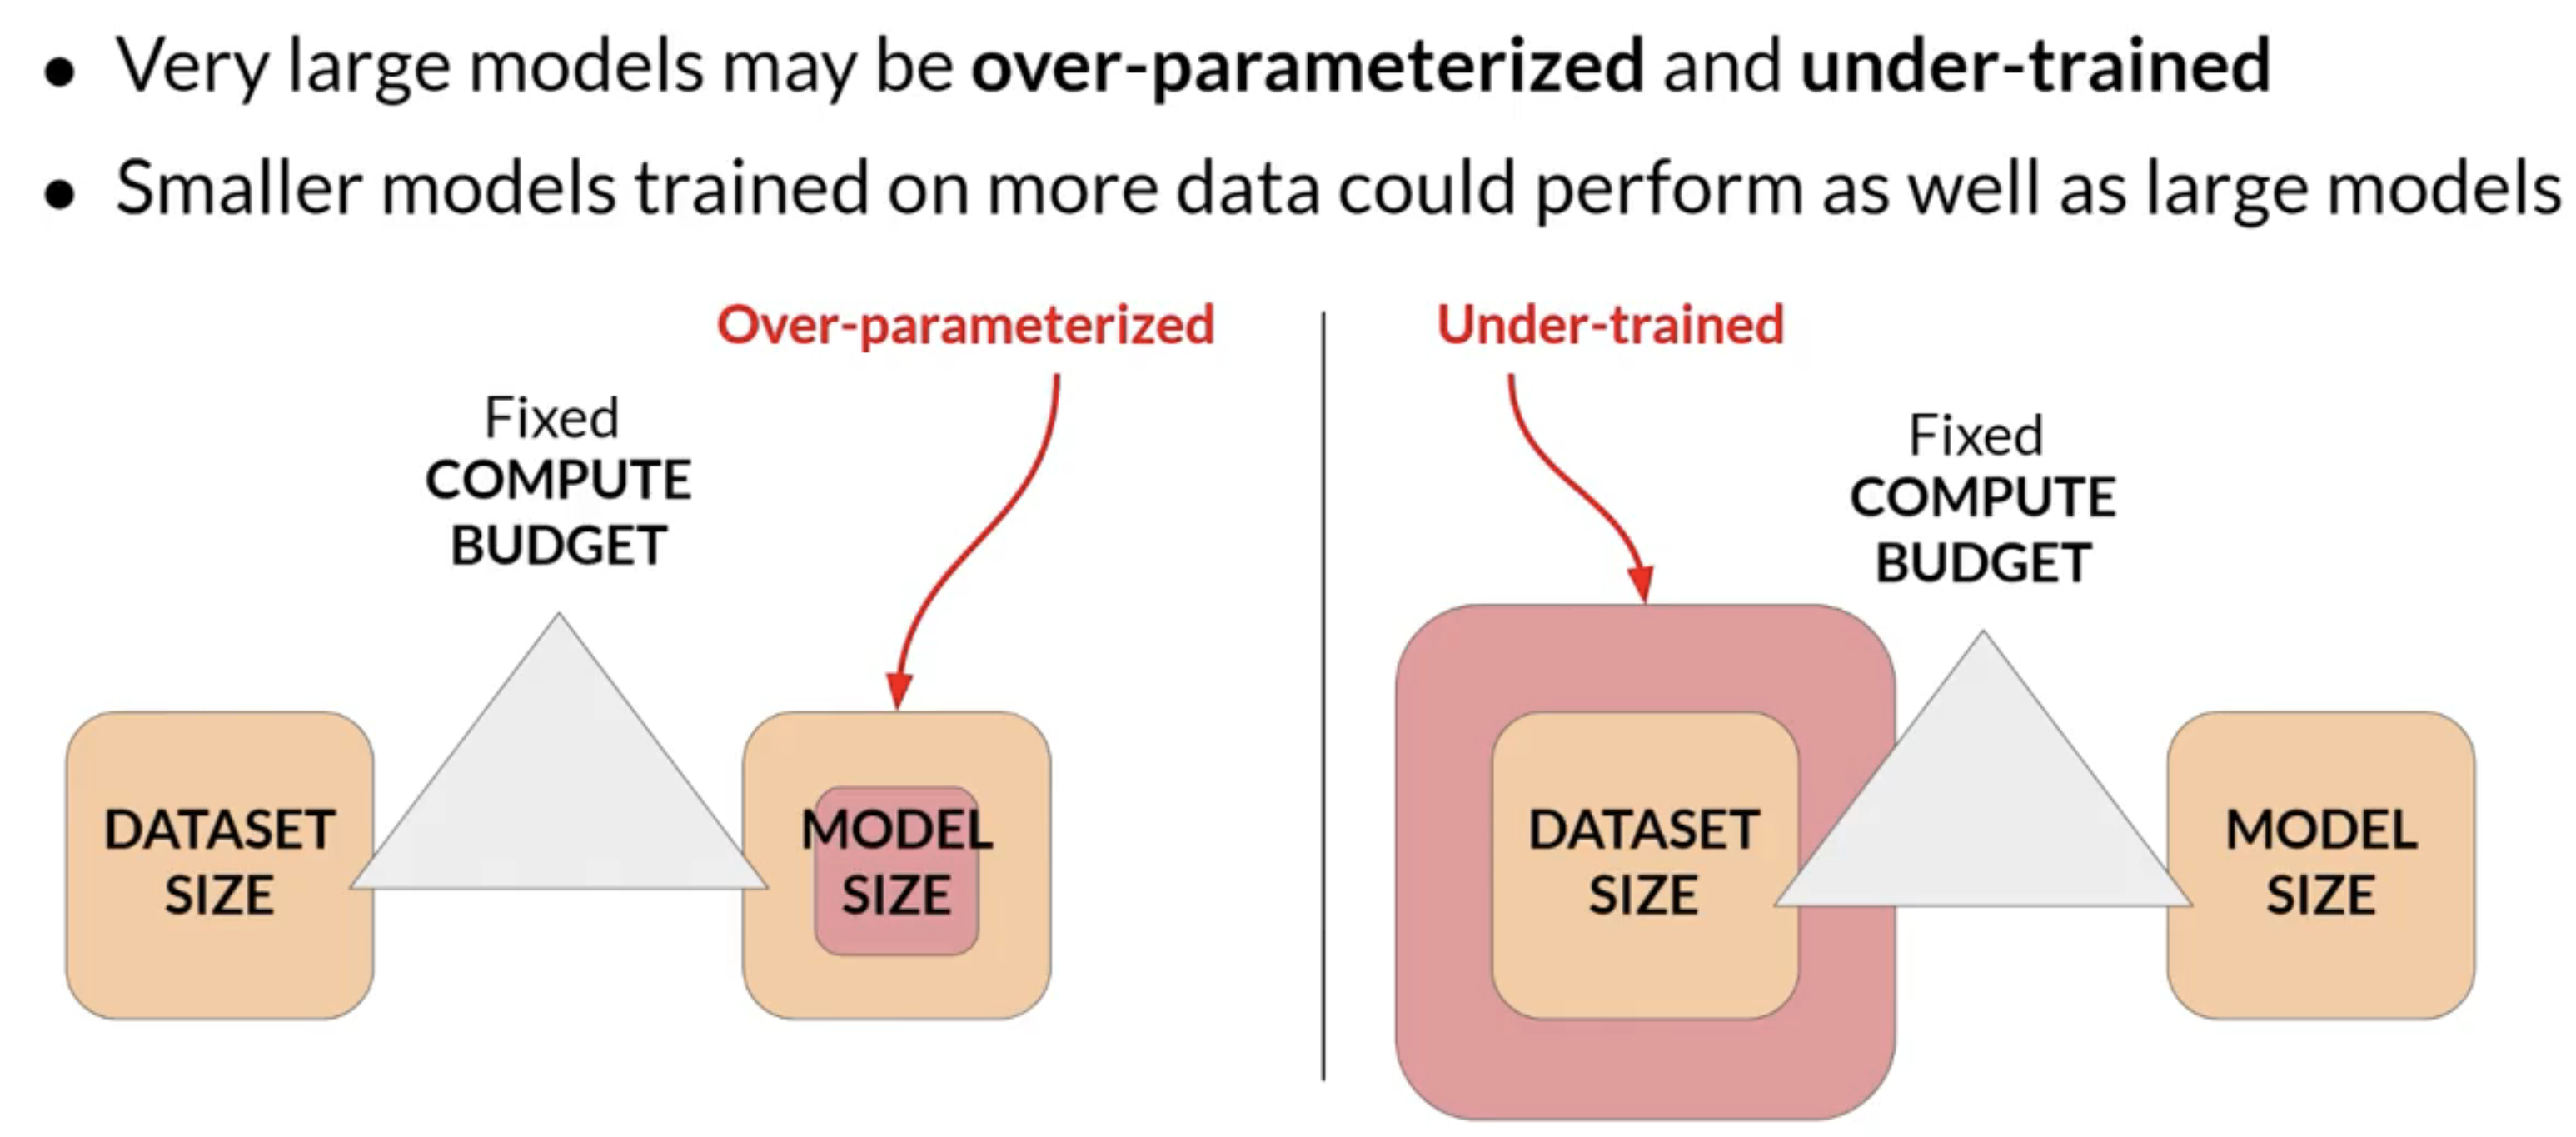 ● Very large models may be over-parameterized and under-trained
● Smaller models trained on more data could perform as well as large models
Over-parameterized
Fixed
COMPUTE
BUDGET
DATASET
SIZE
MODEL
SIZE
Under-trained
Fixed
COMPUTE
BUDGET
DATASET
SIZE
MODEL
SIZE